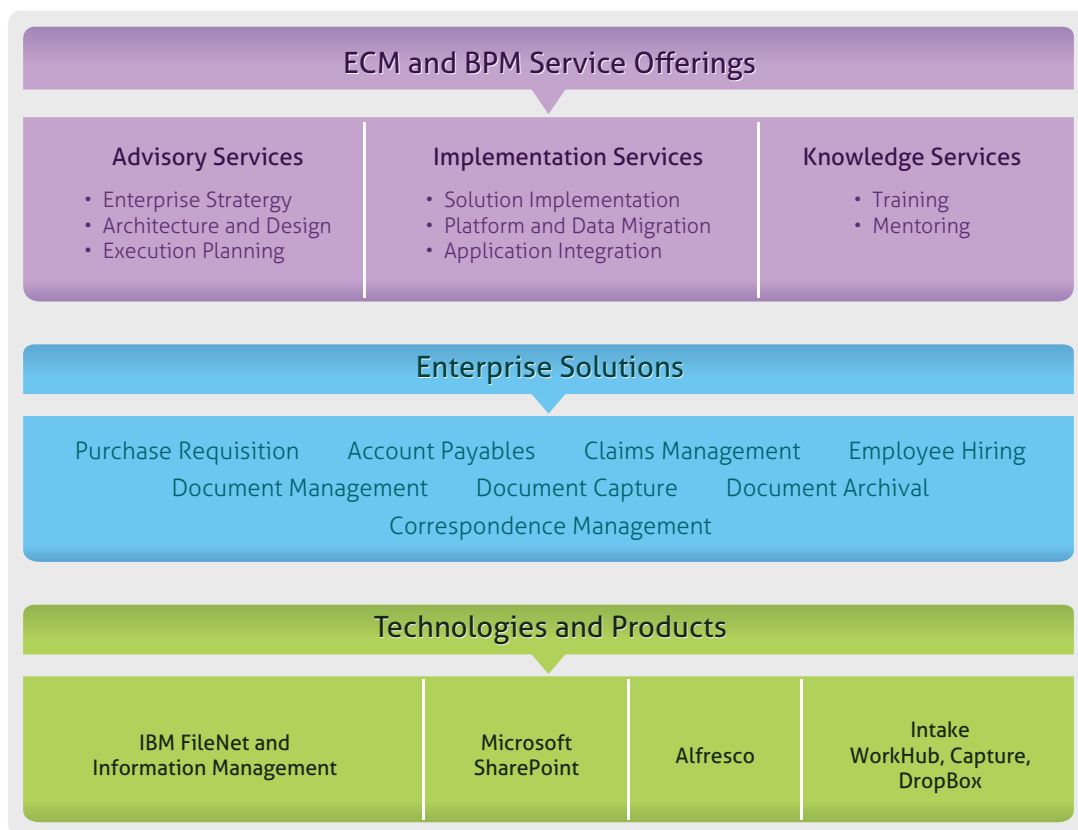 ECM and BPM Service Offerings
Advisory Services
• Enterprise Stratergy
• Architecture and Design
• Execution Planning
Implementation Services
• Solution Implementation
• Platform and Data Migration
• Application Integration
Knowledge Services
• Training
• Mentoring
Enterprise Solutions
Purchase Requisition Account Payables Claims Management Employee Hiring
Document Management Document Capture Document Archival
Correspondence Management
Technologies and Products
IBM FileNet and
Information Management
Microsoft
SharePoint
Alfresco
Intake
WorkHub, Capture,
DropBox